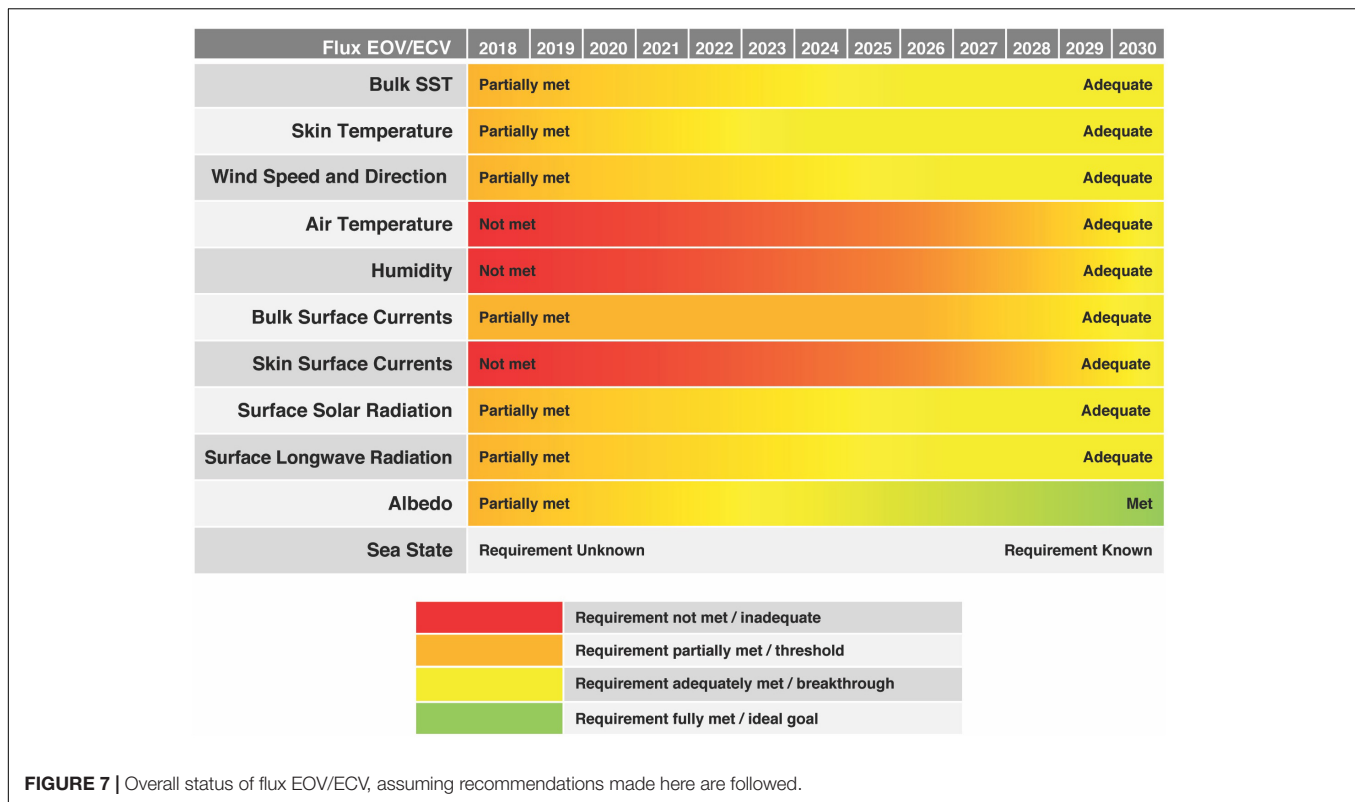 Flux EOV/ECV 2018 2019 2020 2021 2022 2023 2024 2025 2026 2027 2028 2029 2030
Bulk SST Partially met Adequate
Skin Temperature Partially met Adequate
Wind Speed and Direction Partially met Adequate
Air Temperature Not met Adequate
Humidity Not met Adequate
Bulk Surface Currents Partially met Adequate
Skin Surface Currents Not met Adequate
Surface Solar Radiation Partially met Adequate
Surface Longwave Radiation Partially met Adequate
Albedo Partially met Met
Sea State Requirement Unknown Requirement Known
Requirement not met / inadequate
Requirement partially met / threshold
Requirement adequately met / breakthrough
Requirement fully met / ideal goal
FIGURE 7 | Overall status of flux EOV/ECV, assuming recommendations made here are followed.